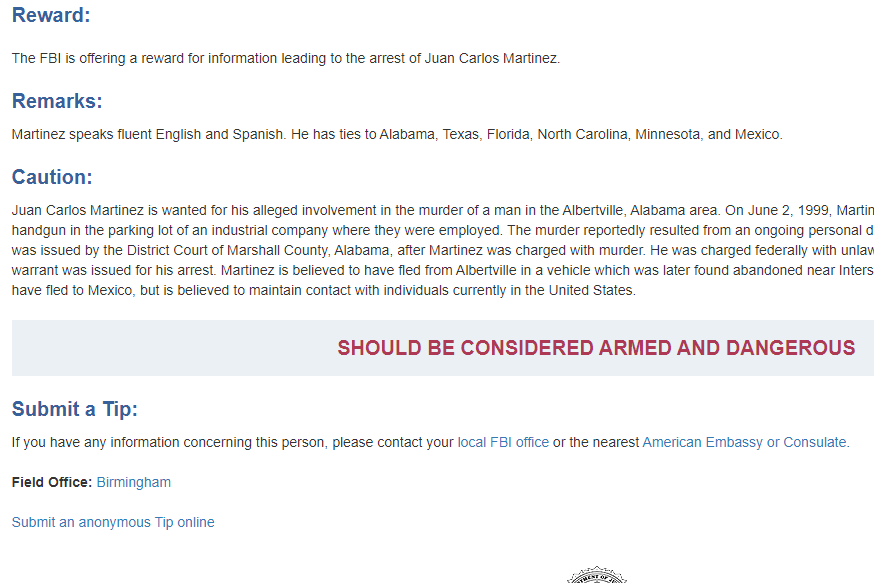 Reward:
The FBI is offering a reward for information leading to the arrest of Juan Carlos Martinez.
Remarks:
Martinez speaks fluent English and Spanish. He has ties to Alabama, Texas, Florida, North Carolina, Minnesota, and Mexico.
Caution:
Juan Carlos Martinez is wanted for his alleged involvement in the murder of a man in the Albertville, Alabama area. On June 2, 1999, Martin
handgun in the parking lot of an industrial company where they were employed. The murder reportedly resulted from an ongoing personal d
was issued by the District Court of Marshall County, Alabama, after Martinez was charged with murder. He was charged federally with unlaw
warrant was issued for his arrest. Martinez is believed to have fled from Albertville in a vehicle which was later found abandoned near Inters
have fled to Mexico, but is believed to maintain contact with individuals currently in the United States.
SHOULD BE CONSIDERED ARMED AND DANGEROUS
Submit a Tip:
If you have any information concerning this person, please contact your local FBI office or the nearest American Embassy or Consulate.
Field Office: Birmingham
Submit an anonymous Tip online